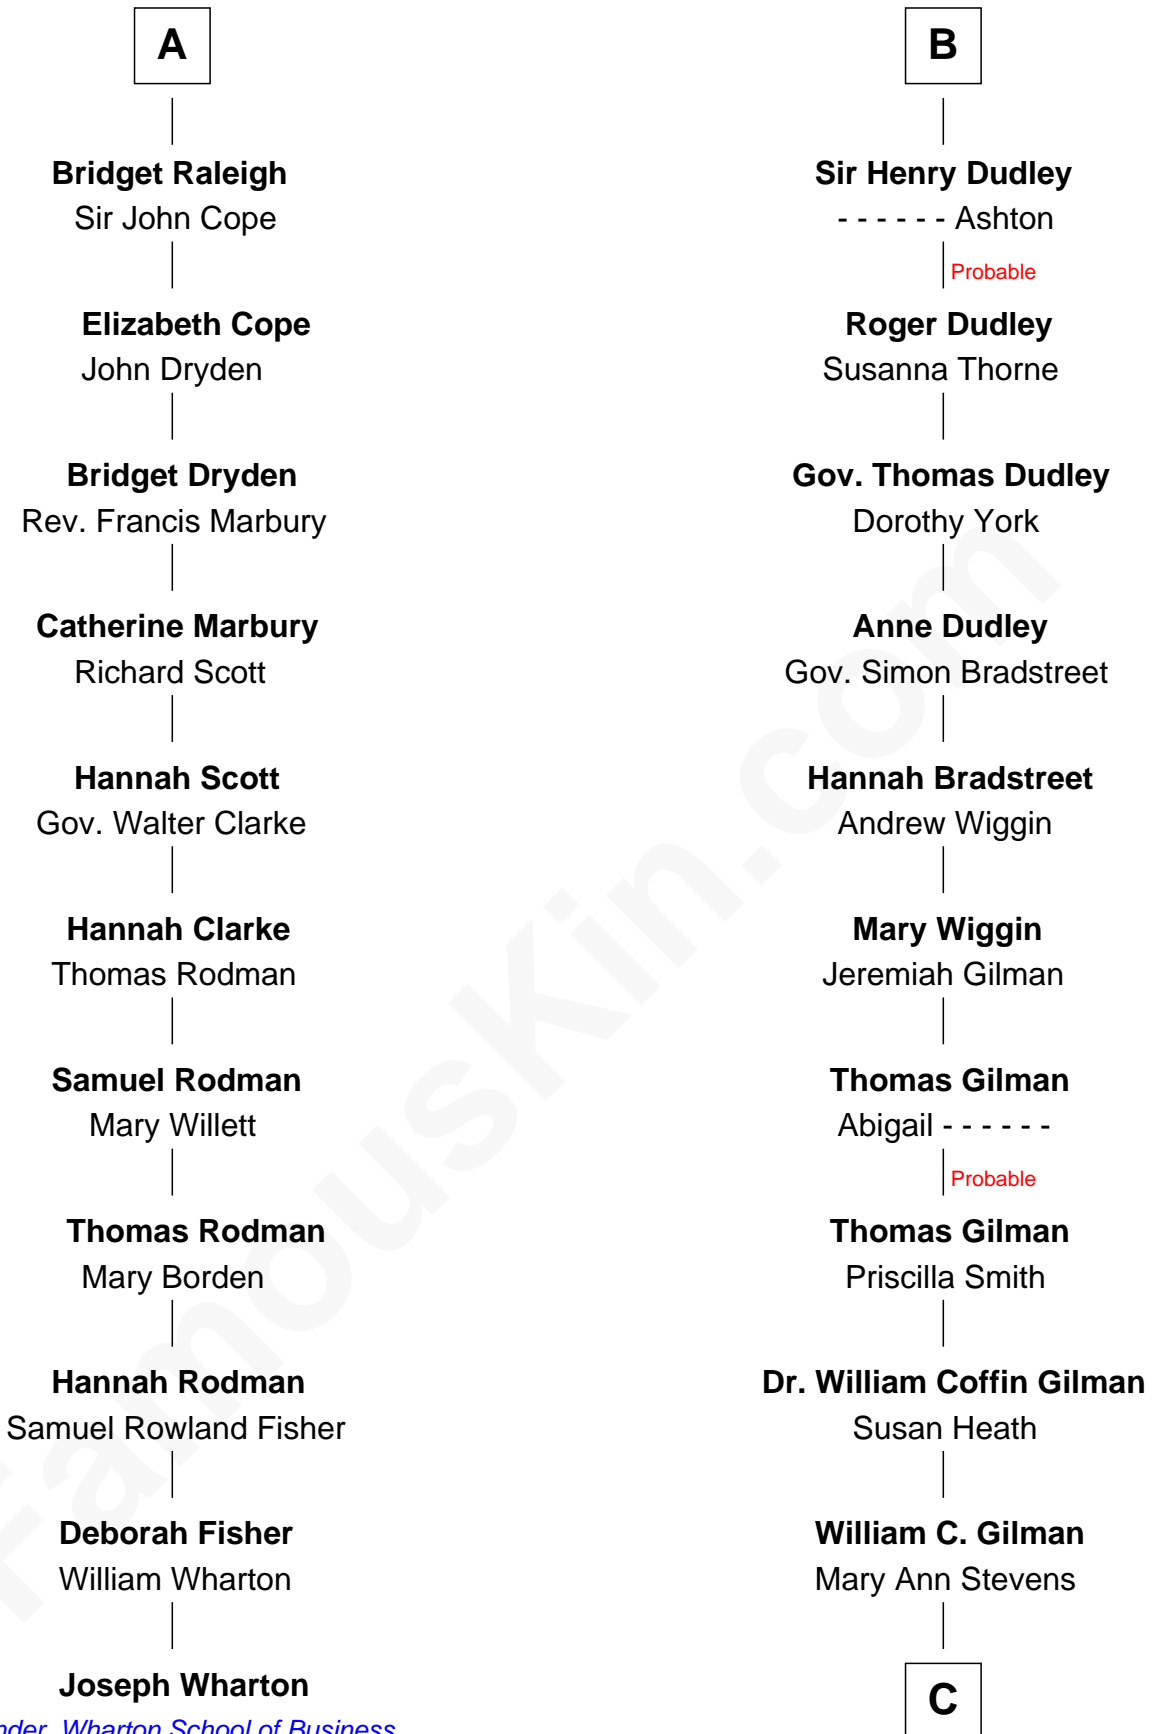 A
Bridget Raleigh
Sir John Cope
Elizabeth Cope
John Dryden
Bridget Dryden
Rev. Francis Marbury
Catherine Marbury
Richard Scott
Hannah Scott
Gov. Walter Clarke
Hannah Clarke
Thomas Rodman
Samuel Rodman
Mary Willett
Thomas Rodman
Mary Borden
Hannah Rodman
Samuel Rowland Fisher
Deborah Fisher
William Wharton
Joseph Wharton
Wharton School of Business
B
Sir Henry Dudley
- - - - - - Ashton
Probable
Roger Dudley
Susanna Thorne
Gov. Thomas Dudley
Dorothy York
Anne Dudley
Gov. Simon Bradstreet
Hannah Bradstreet
Andrew Wiggin
Mary Wiggin
Jeremiah Gilman
Thomas Gilman
Abigail - - - - - -
Probable
Thomas Gilman
Priscilla Smith
Dr. William Coffin Gilman
Susan Heath
William C. Gilman
Mary Ann Stevens
C
FamousKin.com